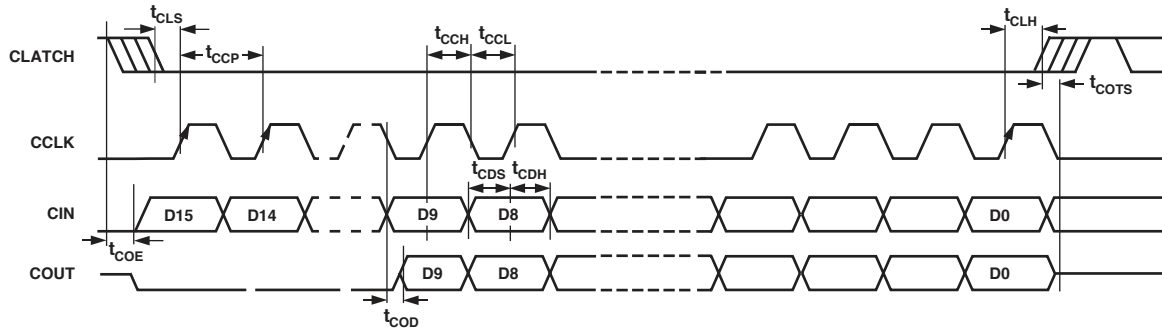 tCLS
tCLH
tCCH
tCCL
tCCP
CLATCH
tCOTS
CCLK
tCDS
tCDH
CIN
D15
D14
D9
D8
D0
tCOE
COUT
D9
D8
D0
tCOD